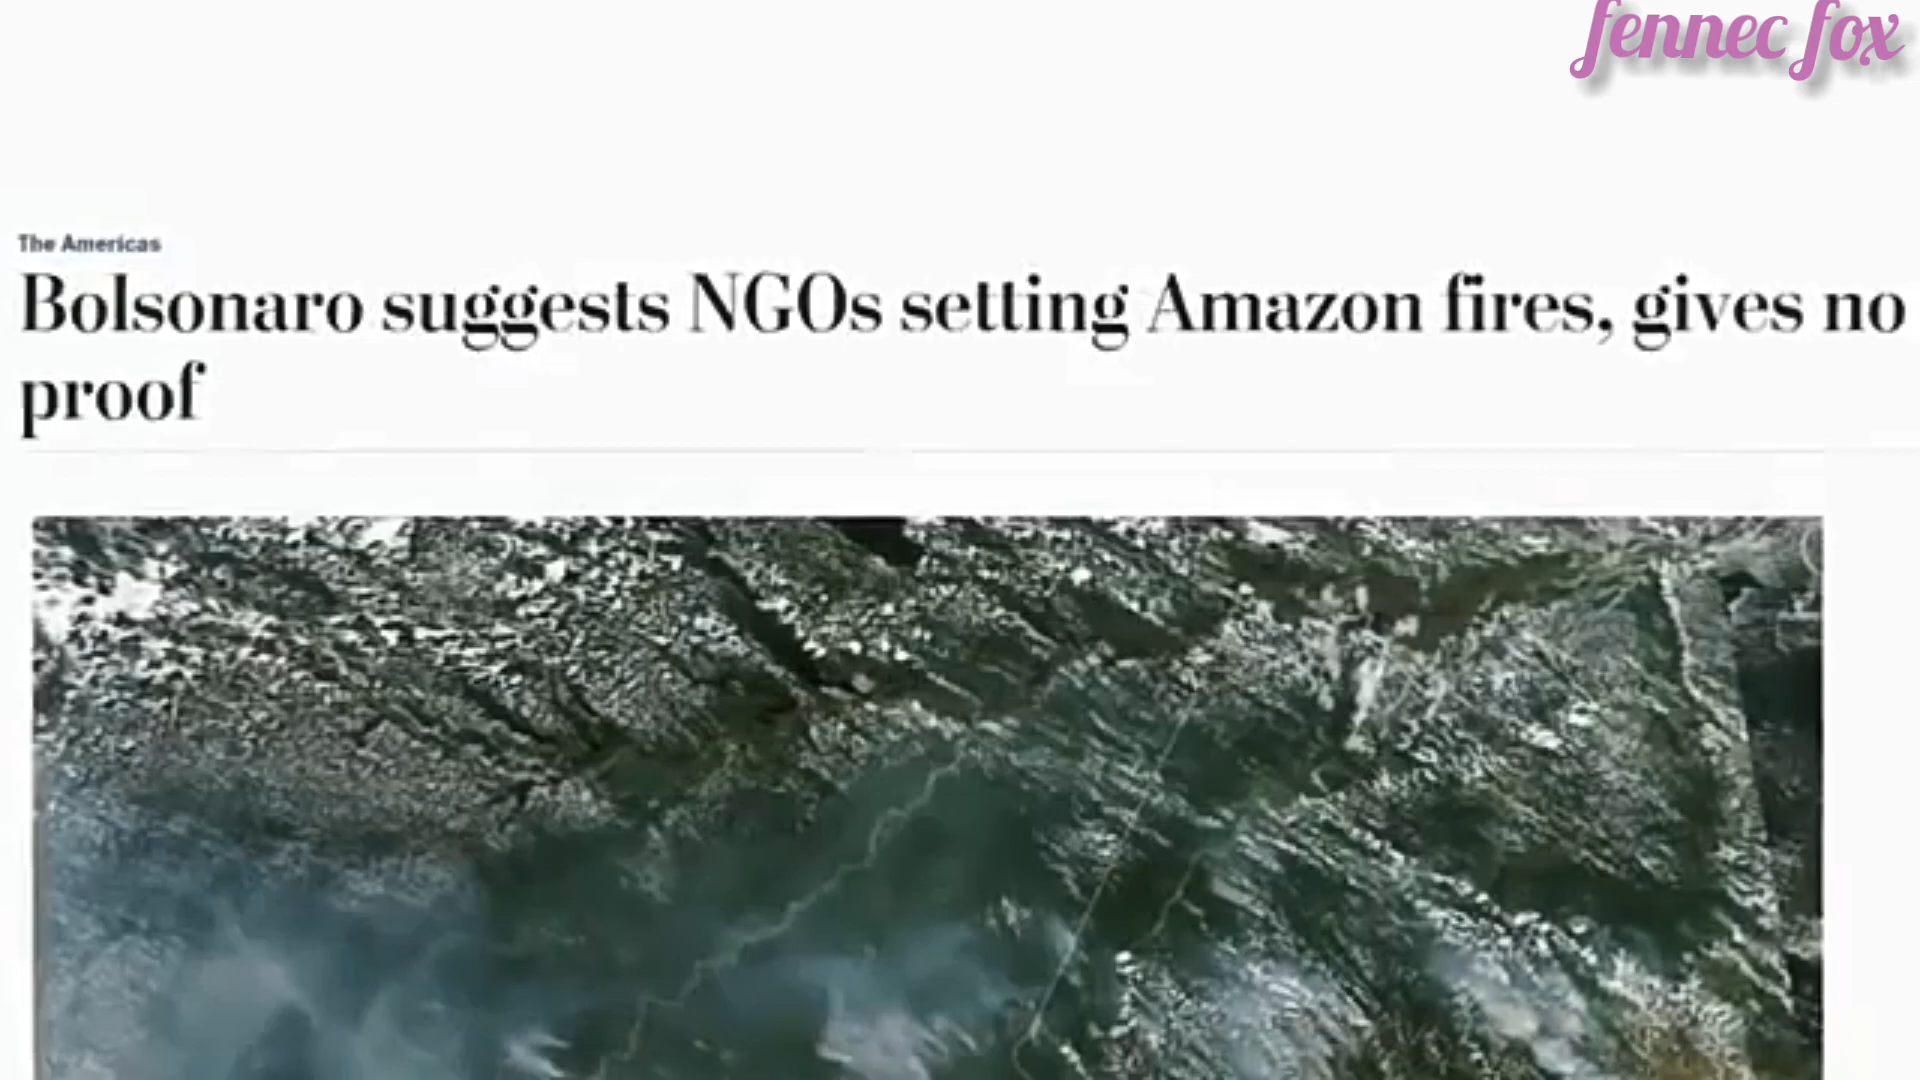 fennec fox
The Americas
Bolsonaro suggests NGOs setting Amazon fires, gives no
proof